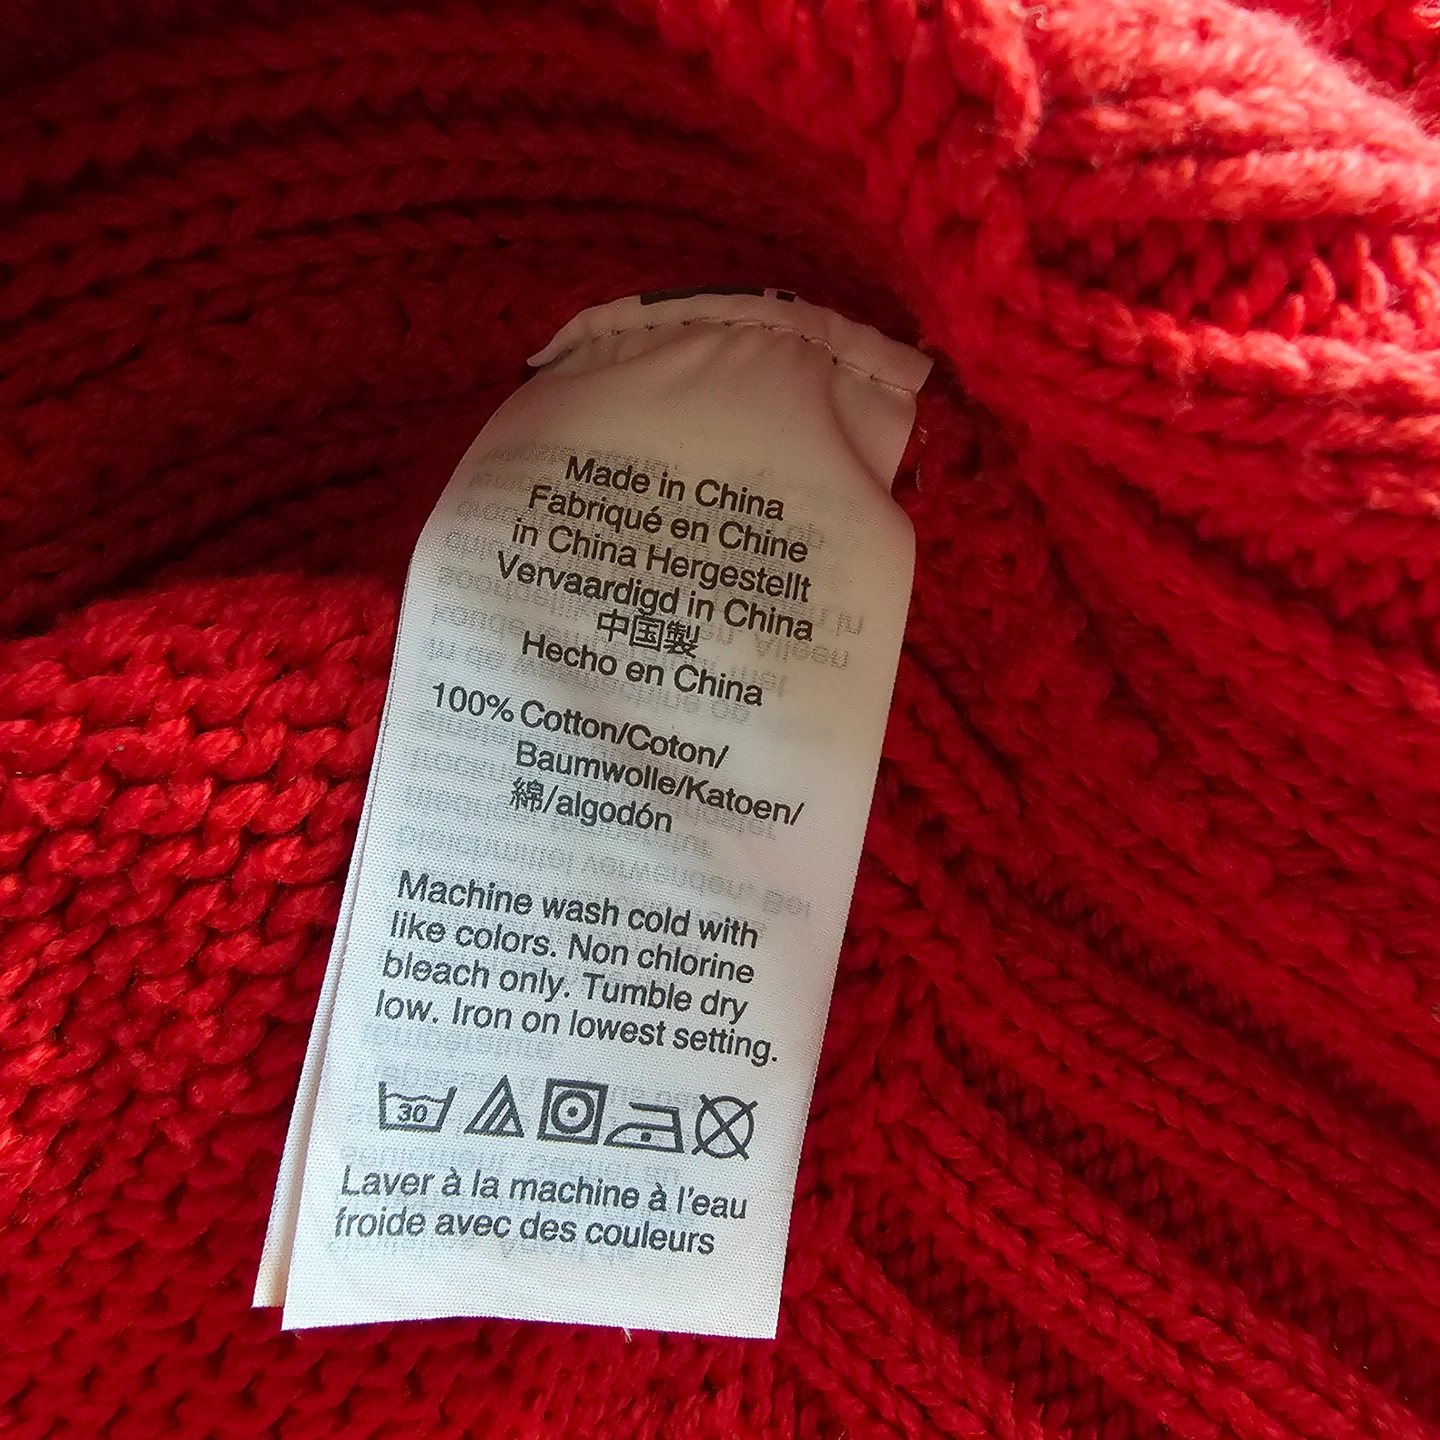 Made in China
Fabriqué en Chine
in China Hergestellt
Vervaardigd in China
中国製
Hecho en China
100% Cotton/Coton/
Baumwolle/Katoen/
綿/algodón
Machine wash cold with
like colors. Non chlorine
bleach only. Tumble dry
low. Iron on lowest setting.
30
Laver à la machine à l'eau
froide avec des couleurs